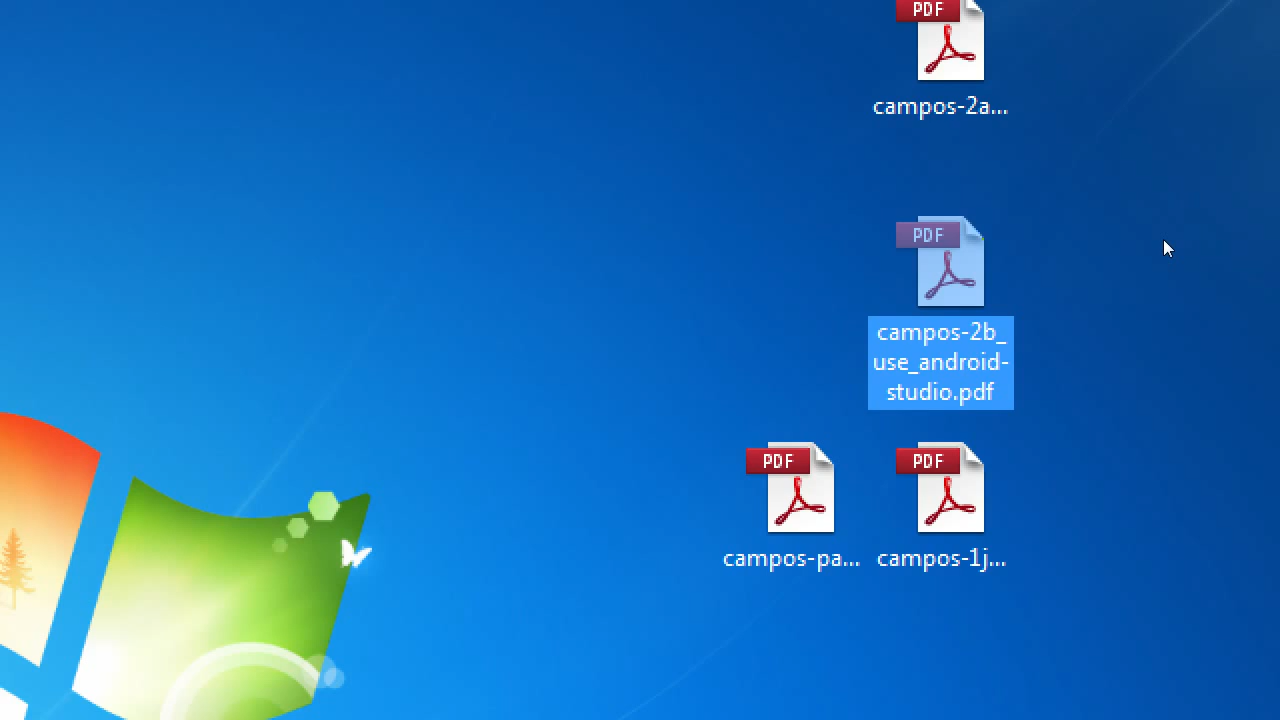 PDF
campos-2a...
PDF
campos-2b_
use_android-
studio.pdf
PDF
campos-pa...
PDF
campos-1j...